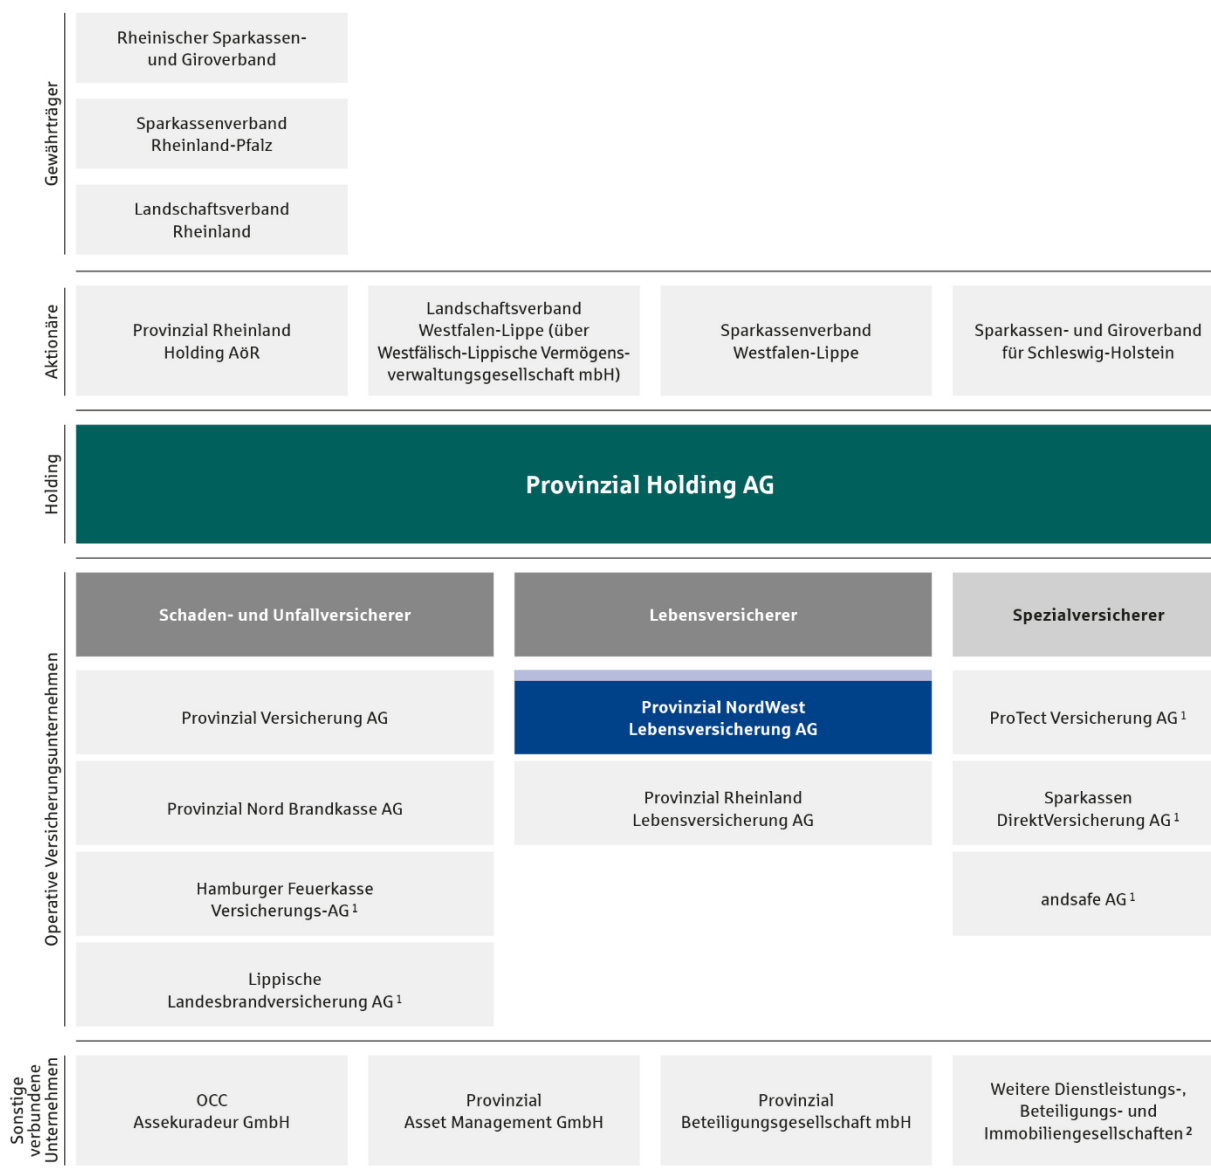 Gewährträger
Rheinischer Sparkassen-
und Giroverband
Sparkassenverband
Rheinland-Pfalz
Landschaftsverband
Rheinland
Aktionäre
Provinzial Rheinland
Holding AöR
Landschaftsverband
Westfalen-Lippe (über
Westfälisch-Lippische Vermögens-
verwaltungsgesellschaft mbH)
Sparkassenverband
Westfalen-Lippe
Sparkassen- und Giroverband
für Schleswig-Holstein
Holding
Provinzial Holding AG
Operative Versicherungsunternehmen
Schaden- und Unfallversicherer
Provinzial Versicherung AG
Provinzial Nord Brandkasse AG
Hamburger Feuerkasse
Versicherungs-AG¹
Lippische
Landesbrandversicherung AG¹
Lebensversicherer
Provinzial NordWest
Lebensversicherung AG
Provinzial Rheinland
Lebensversicherung AG
Spezialversicherer
ProTect Versicherung AG¹
Sparkassen
DirektVersicherung AG¹
andsafe AG¹
Sonstige
verbundene
Unternehmen
OCC
Assekuradeur GmbH
Provinzial
Asset Management GmbH
Provinzial
Beteiligungsgesellschaft mbH
Weitere Dienstleistungs-,
Beteiligungs- und
Immobiliengesellschaften²